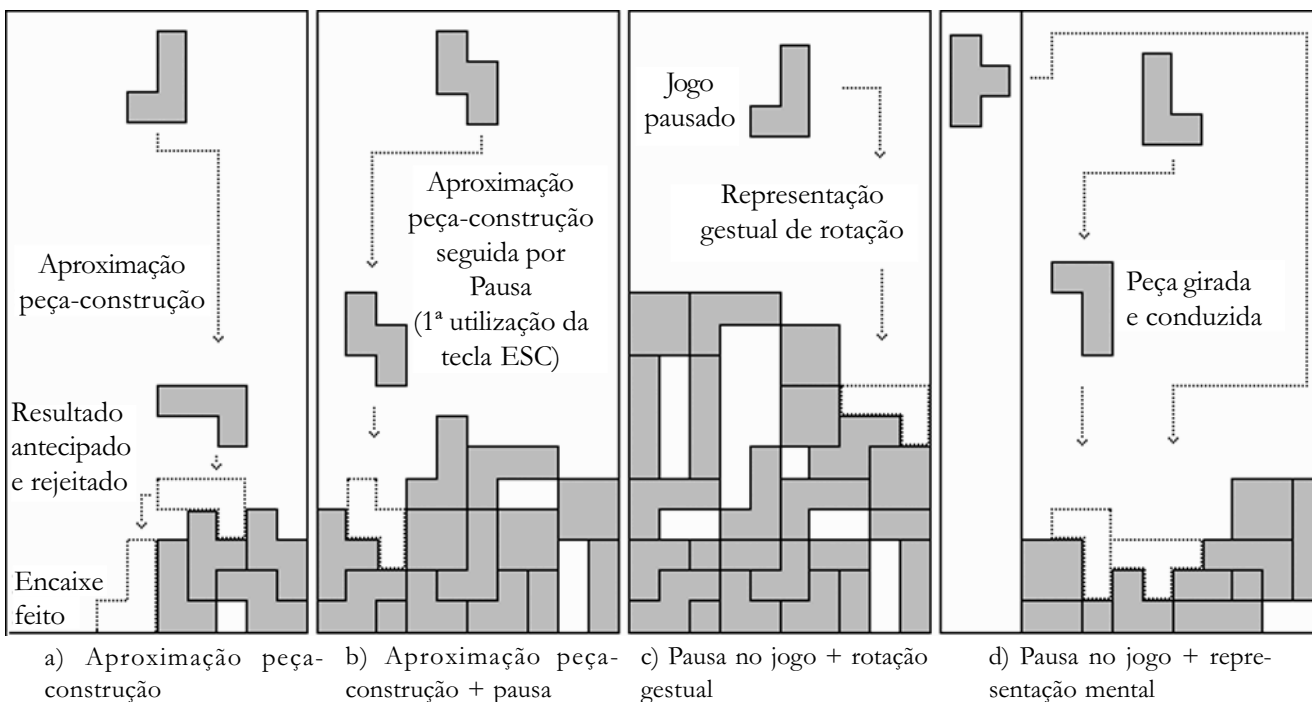 Aproximação
peça-construção
Resultado
antecipado
e rejeitado
Encaixe
feito
Aproximação
peça-construção
seguida por
Pausa
(1ª utilização da
tecla ESC)
Jogo
pausado
Representação
gestual de rotação
Peça girada
e conduzida
a) Aproximação peça-
construção
b) Aproximação peça-
construção + pausa
c) Pausa no jogo + rotação
gestual
d) Pausa no jogo + repre-
sentação mental